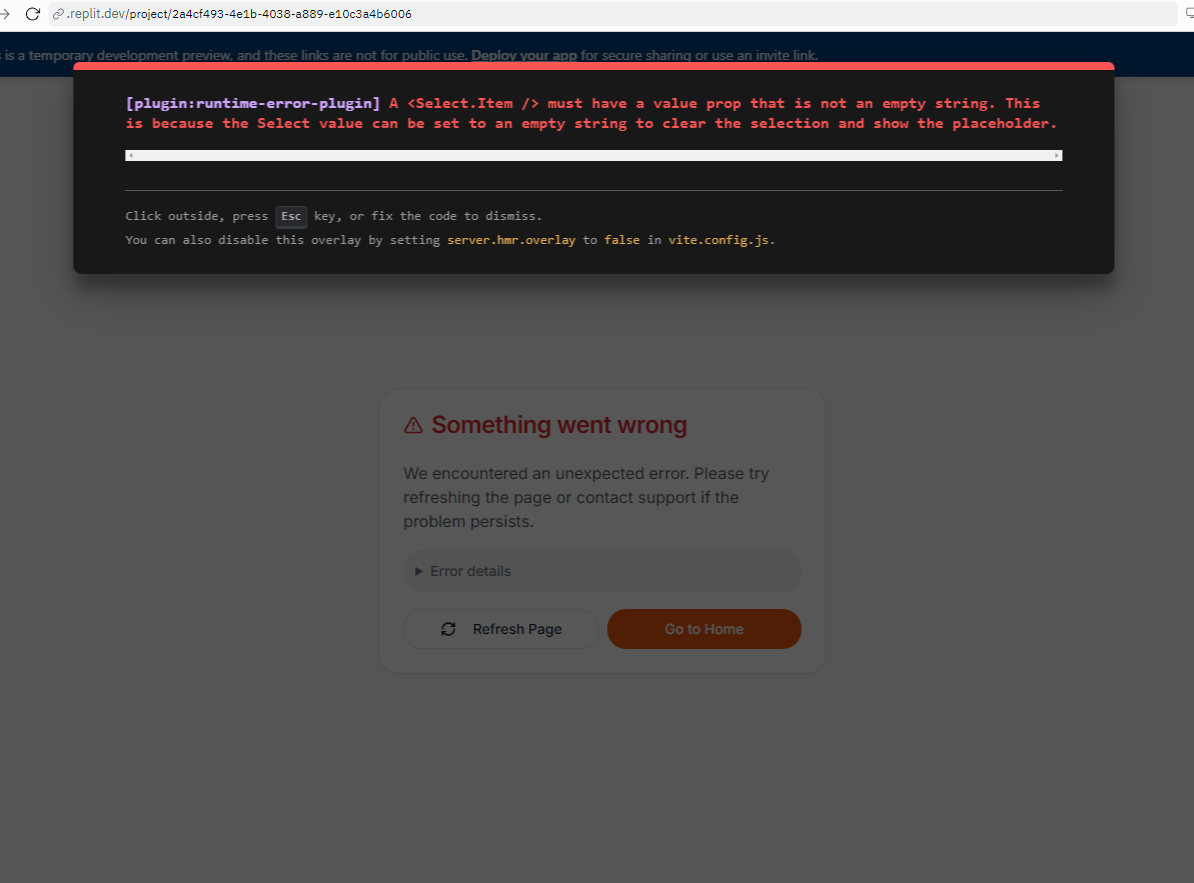 .replit.dev/project/2a4cf493-4e1b-4038-a889-e10c3a4b6006
s is a temporary development preview, and these links are not for public use. Deploy your app for secure sharing or use an invite link.
[plugin:runtime-error-plugin] A <Select.Item /> must have a value prop that is not an empty string. This
is because the Select value can be set to an empty string to clear the selection and show the placeholder.
Click outside, press Esc key, or fix the code to dismiss.
You can also disable this overlay by setting server.hmr.overlay to false in vite.config.js.
Something went wrong
We encountered an unexpected error. Please try
refreshing the page or contact support if the
problem persists.
Error details
Refresh Page
Go to Home